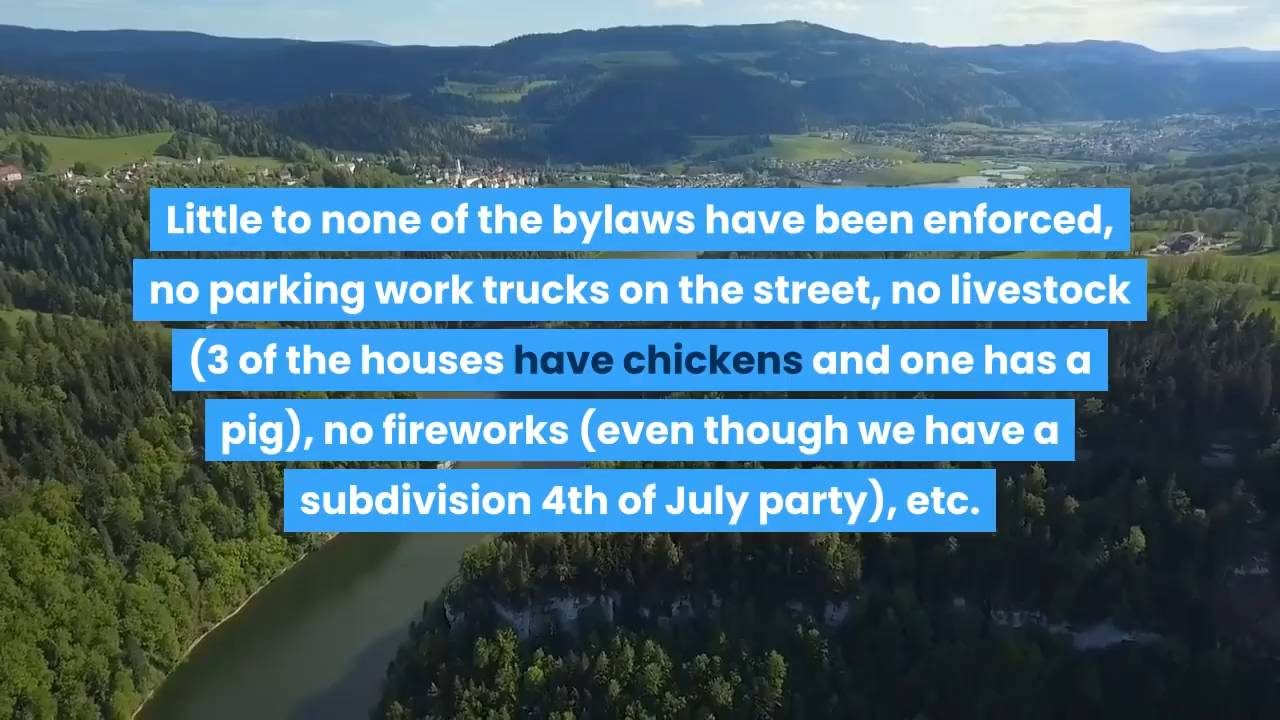 Little to none of the bylaws have been enforced,
no parking work trucks on the street, no livestock
(3 of the houses have chickens and one has a
pig), no fireworks (even though we have a
subdivision 4th of July party), etc.